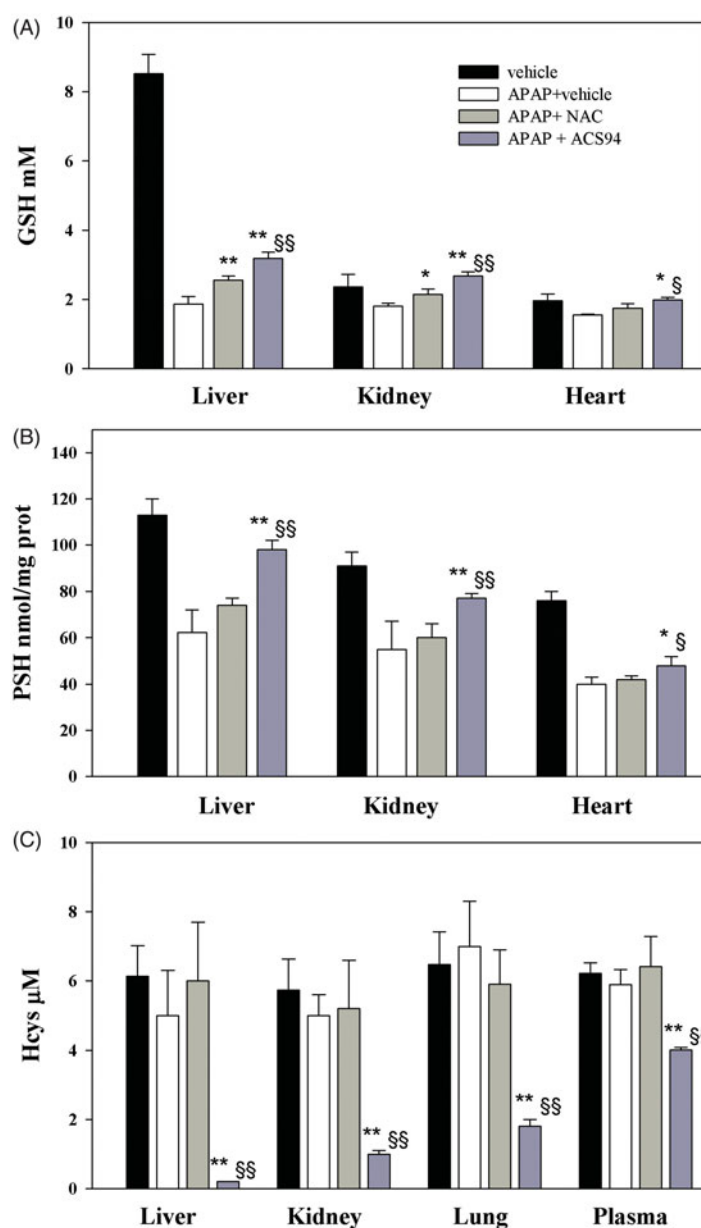 (A)
10
8
6
4
2
0
GSH mM
vehicle
APAP+vehicle
APAP+ NAC
APAP + ACS94
**
** §§
*
** §§
* §
Liver Kidney Heart
(B)
140
120
100
80
60
40
20
0
PSH nmol/mg prot
** §§
** §§
* §
Liver Kidney Heart
(C)
10
8
6
4
2
0
Hcys µM
** §§
** §§
** §§
** §
Liver Kidney Lung Plasma